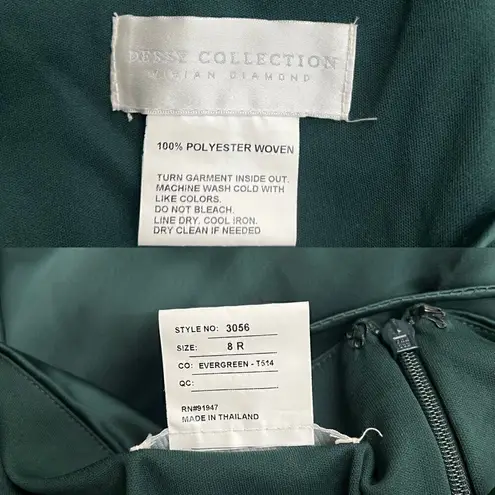 DESSY COLLECTION
VIVIAN DIAMOND
100% POLYESTER WOVEN
TURN GARMENT INSIDE OUT.
MACHINE WASH COLD WITH
LIKE COLORS.
DO NOT BLEACH.
LINE DRY. COOL IRON.
DRY CLEAN IF NEEDED
STYLE NO: 3056
SIZE: 8 R
CO: EVERGREEN - T514
QC:
RN#91947
MADE IN THAILAND